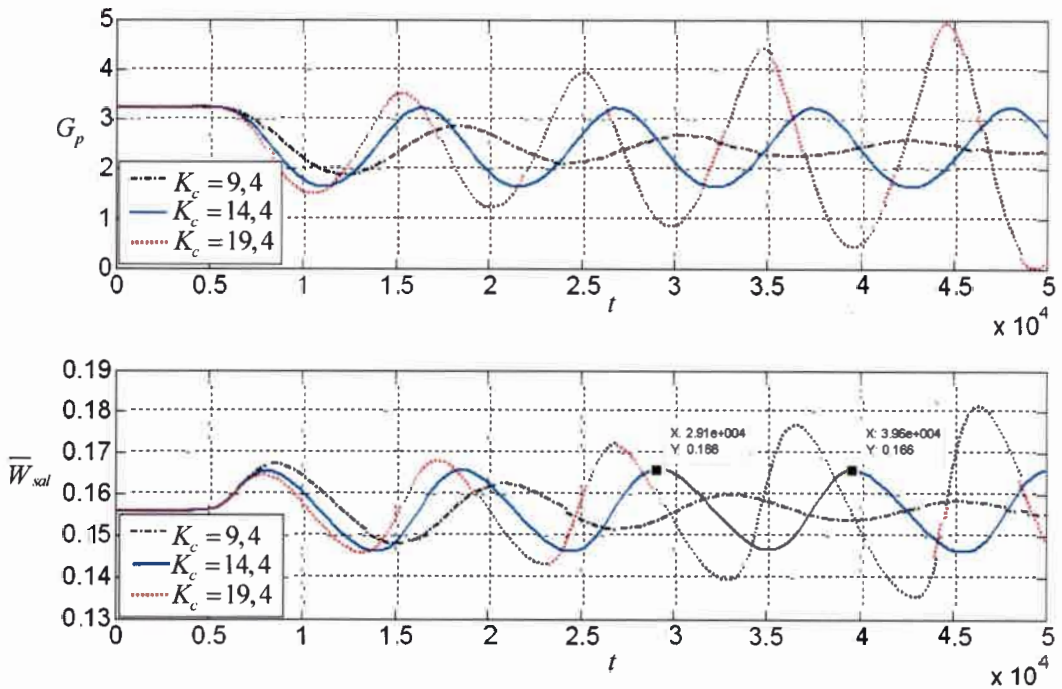 5
4
3
G_p
2
K_c = 9,4
K_c = 14,4
K_c = 19,4
1
0
0 0.5 1 1.5 2 2.5 3 3.5 4 4.5 5
t
x 10^4
0.19
0.18
0.17
X: 2.91e+004
Y: 0.166
X: 3.96e+004
Y: 0.166
W̅_sal
0.16
0.15
K_c = 9,4
K_c = 14,4
K_c = 19,4
0.14
0.13
0 0.5 1 1.5 2 2.5 3 3.5 4 4.5 5
t
x 10^4